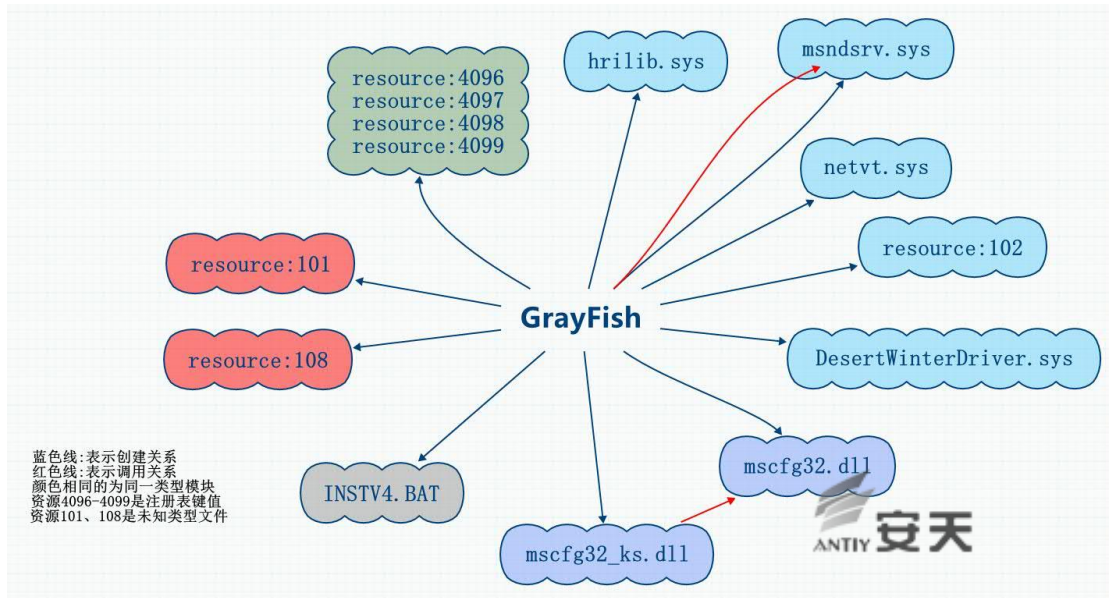 hrilib.sys
msndsrv.sys
resource:4096
resource:4097
resource:4098
resource:4099
netvt.sys
resource:102
resource:101
GrayFish
resource:108
DesertWinterDriver.sys
mscfg32.dll
INSTV4.BAT
mscfg32_ks.dll
蓝色线:表示创建关系
红色线:表示调用关系
颜色相同的为同一类型模块
资源4096-4099是注册表键值
资源101、108是未知类型文件
ANTIY 安天